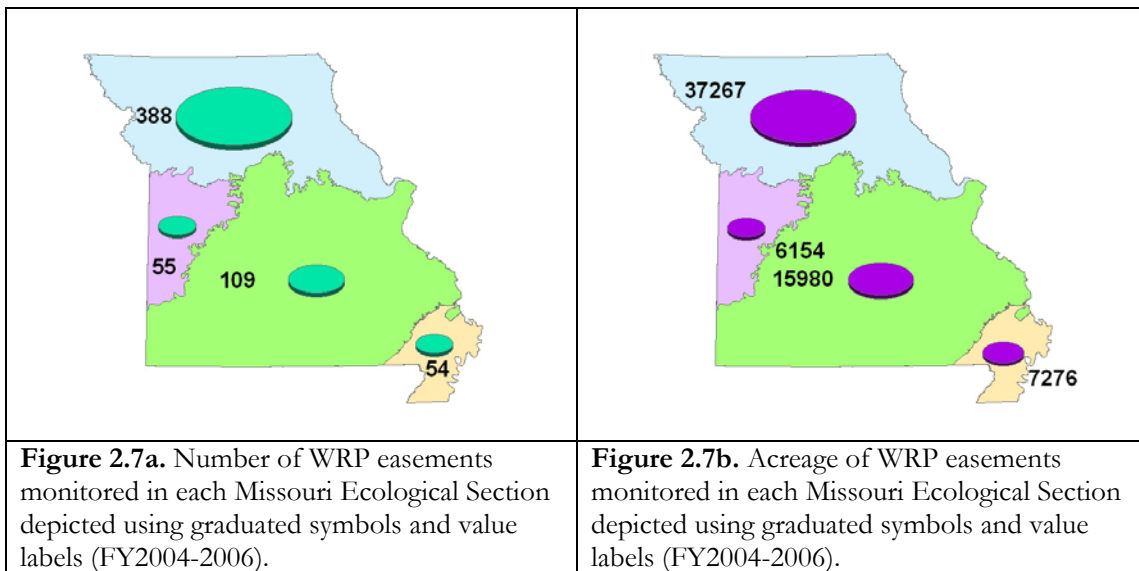 388
55
109
54
37267
6154
15980
7276
Figure 2.7a. Number of WRP easements
monitored in each Missouri Ecological Section
depicted using graduated symbols and value
labels (FY2004-2006).
Figure 2.7b. Acreage of WRP easements
monitored in each Missouri Ecological Section
depicted using graduated symbols and value
labels (FY2004-2006).